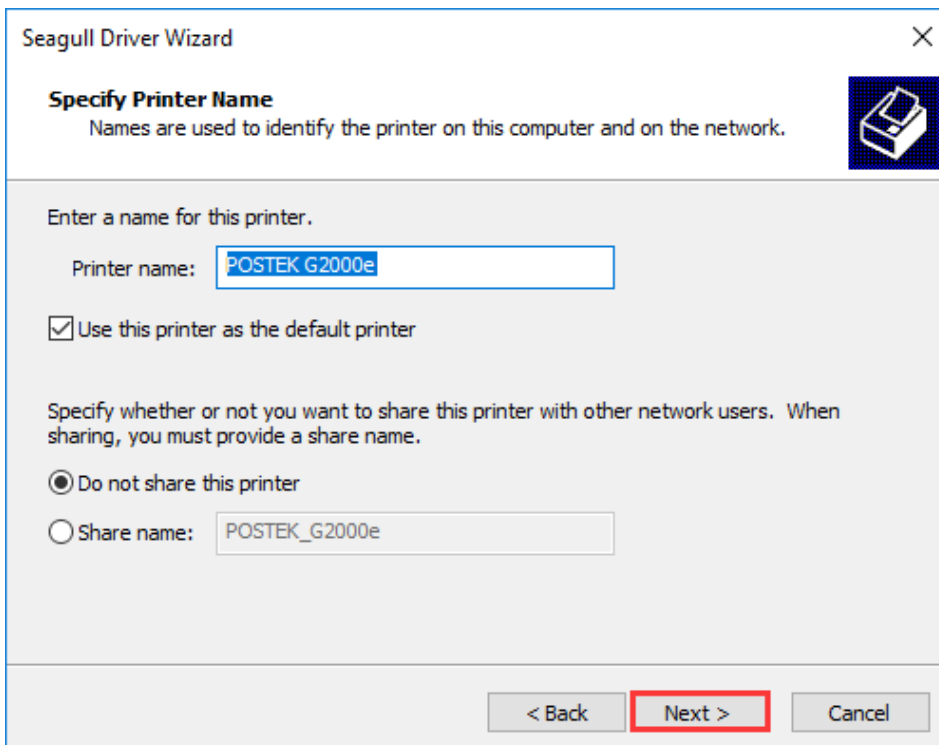 Seagull Driver Wizard
Specify Printer Name
Names are used to identify the printer on this computer and on the network.
Enter a name for this printer.
Printer name: POSTEK G2000e
Use this printer as the default printer
Specify whether or not you want to share this printer with other network users. When
sharing, you must provide a share name.
Do not share this printer
Share name: POSTEK_G2000e
< Back Next > Cancel